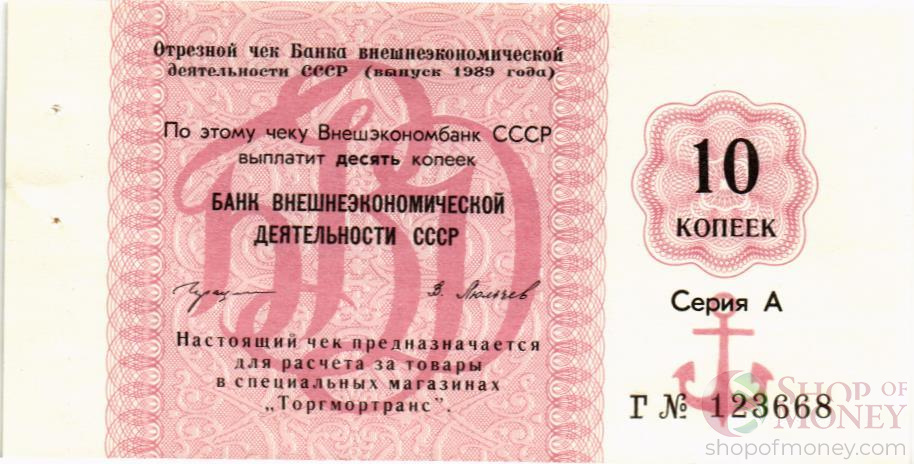 Отрезной чек Банка внешнеэкономической
деятельности СССР (выпуск 1989 года)
По этому чеку Внешэкономбанк СССР
выплатит десять копеек
БАНК ВНЕШНЕЭКОНОМИЧЕСКОЙ
ДЕЯТЕЛЬНОСТИ СССР
Настоящий чек предназначается
для расчета за товары
в специальных магазинах
„Торгмортранс".
10
КОПЕЕК
Серия А
Г № 123668
SHOP OF
MONEY
shopofmoney.com